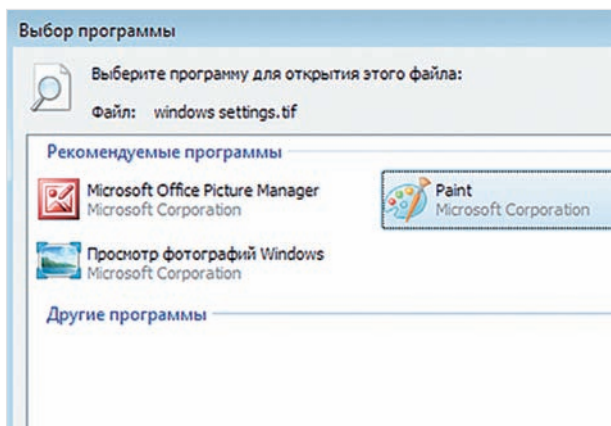 Выбор программы
Выберите программу для открытия этого файла:
Файл: windows settings.tif
Рекомендуемые программы
Microsoft Office Picture Manager
Microsoft Corporation
Paint
Microsoft Corporation
Просмотр фотографий Windows
Microsoft Corporation
Другие программы